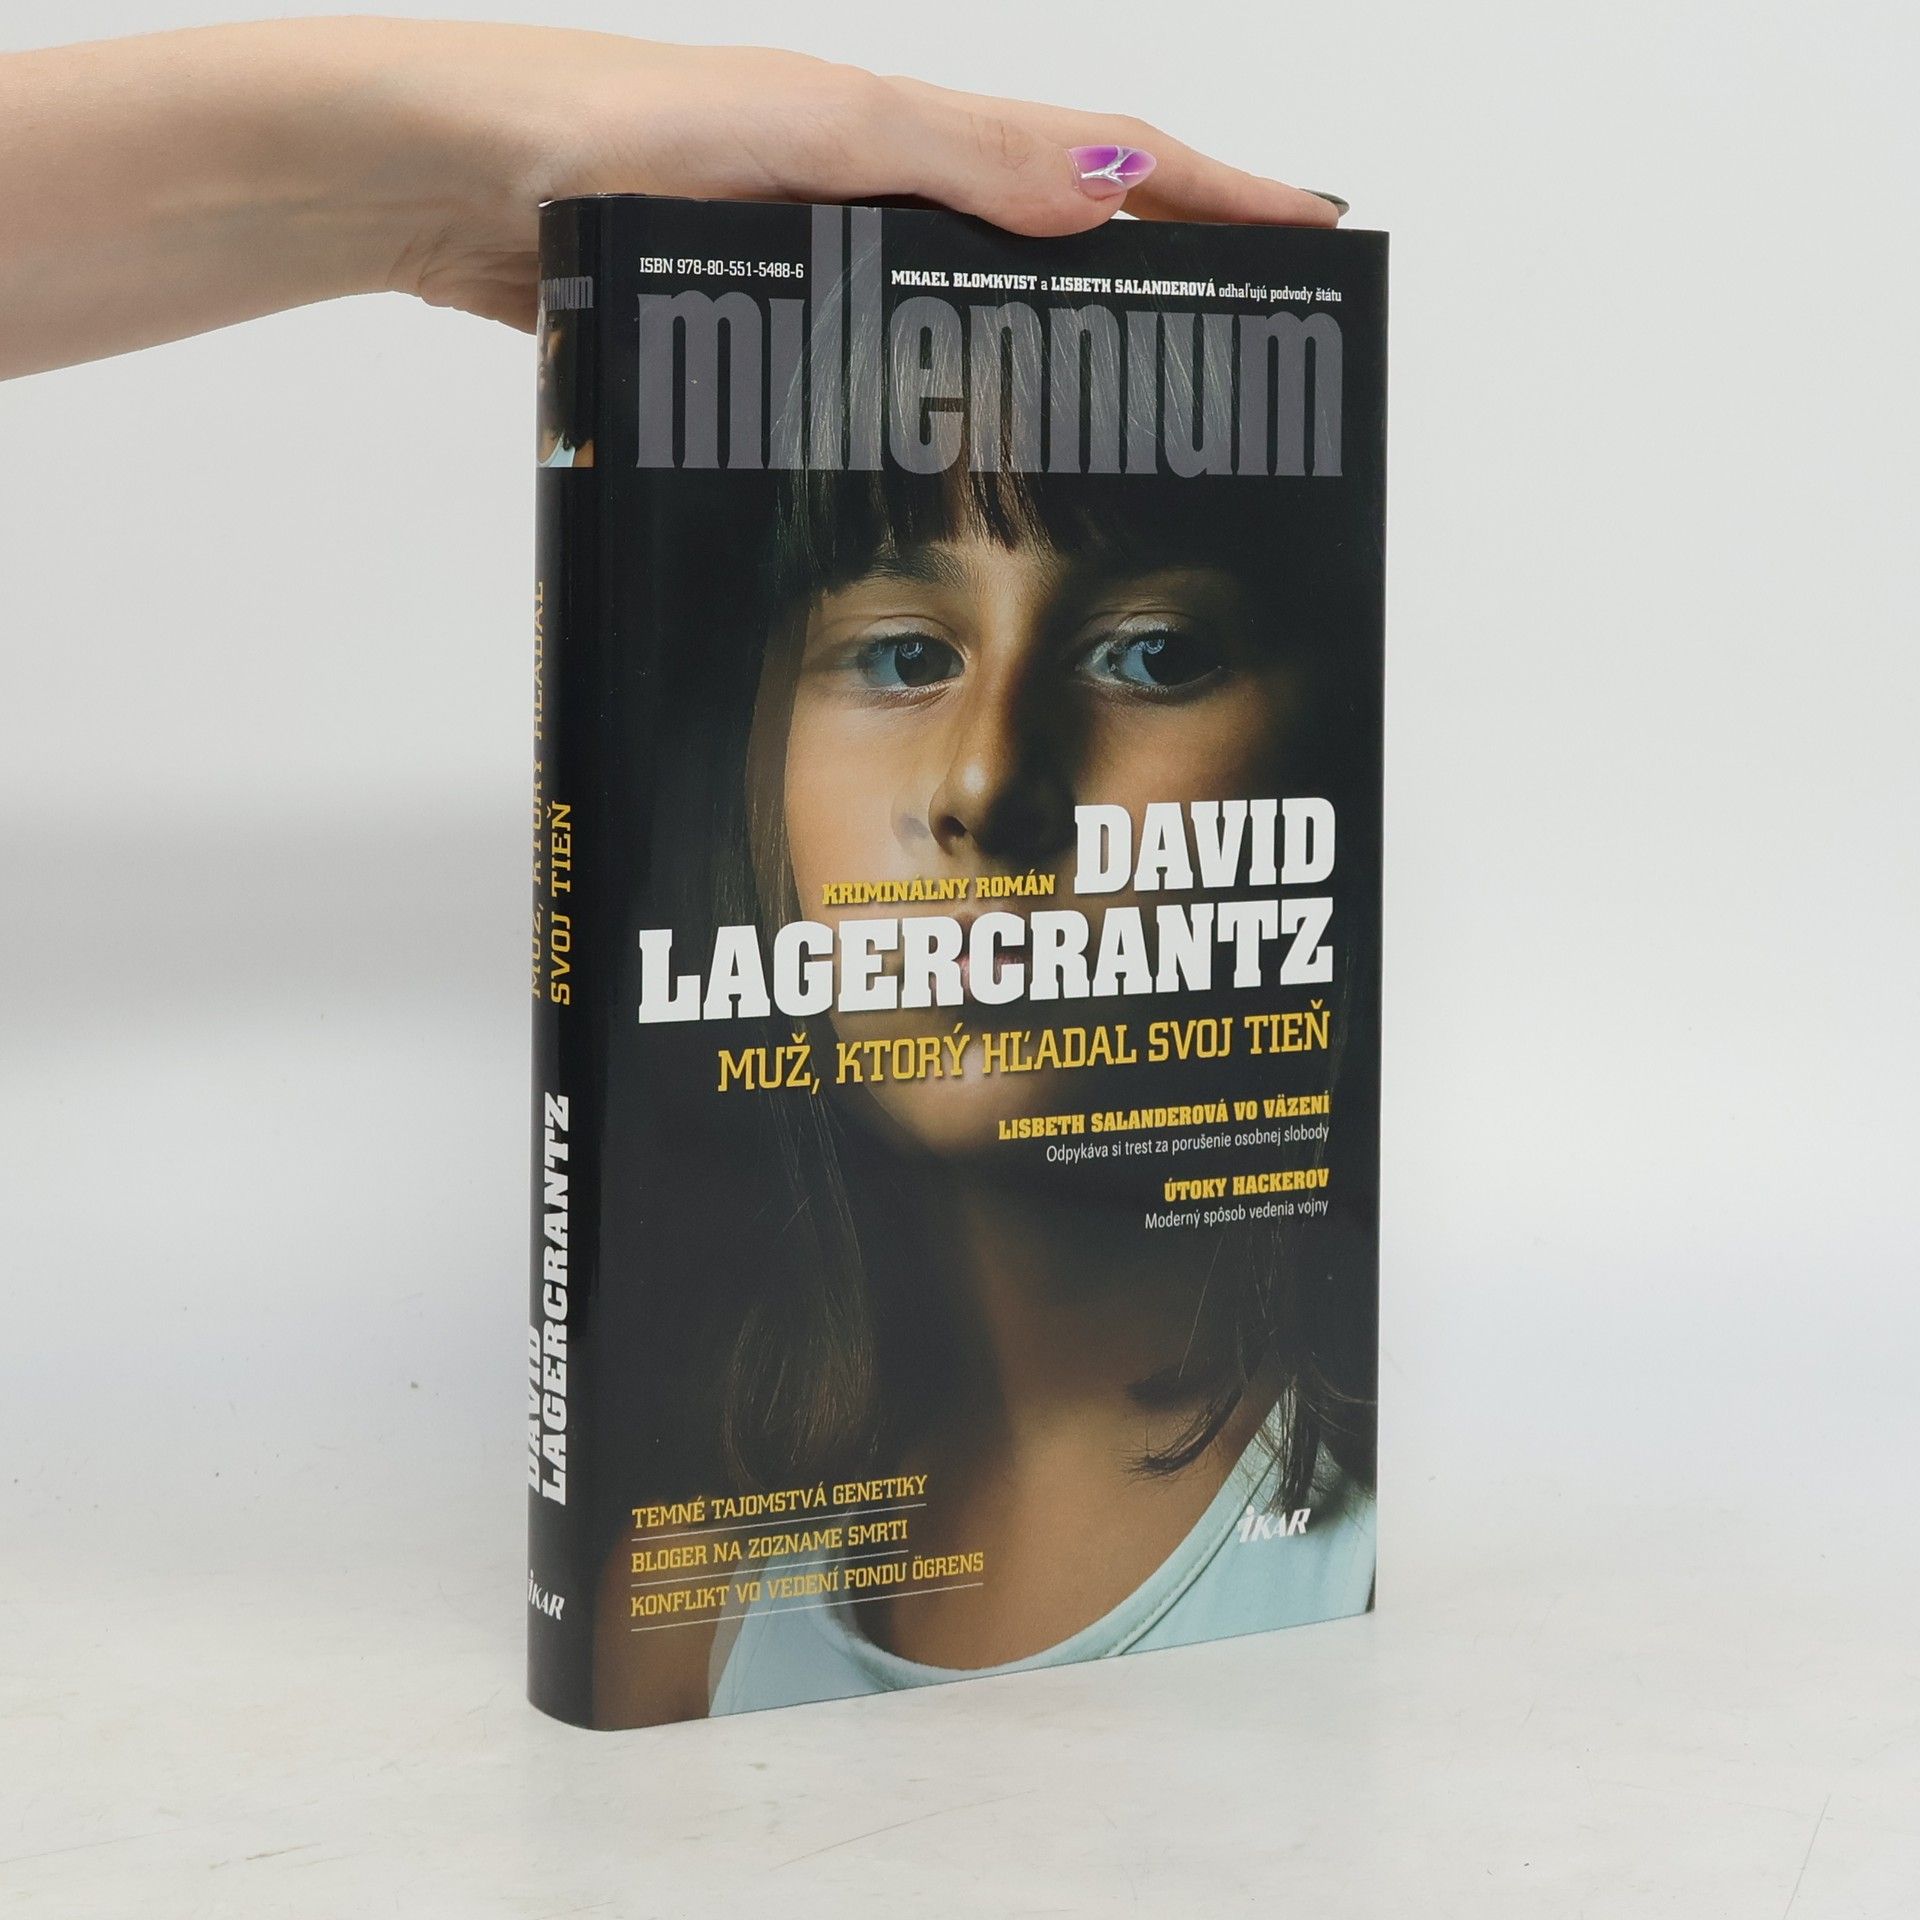 ISBN 978-80-551-5488-6
MIKAEL BLOMKVIST a LISBETH SALANDEROVÁ odhaľujú podvody štátu
millennium
KRIMINÁLNY ROMÁN
DAVID
LAGERCRANTZ
MUŽ, KTORÝ HĽADAL SVOJ TIEŇ
LISBETH SALANDEROVÁ VO VÄZENÍ
Odpykáva si trest za porušenie osobnej slobody
ÚTOKY HACKEROV
Moderný spôsob vedenia vojny
TEMNÉ TAJOMSTVÁ GENETIKY
BLOGER NA ZOZNAME SMRTI
KONFLIKT VO VEDENÍ FONDU ÖGRENS
IKAR
MUŽ, KTORÝ HĽADAL
SVOJ TIEŇ
DAVID
LAGERCRANTZ
IKAR